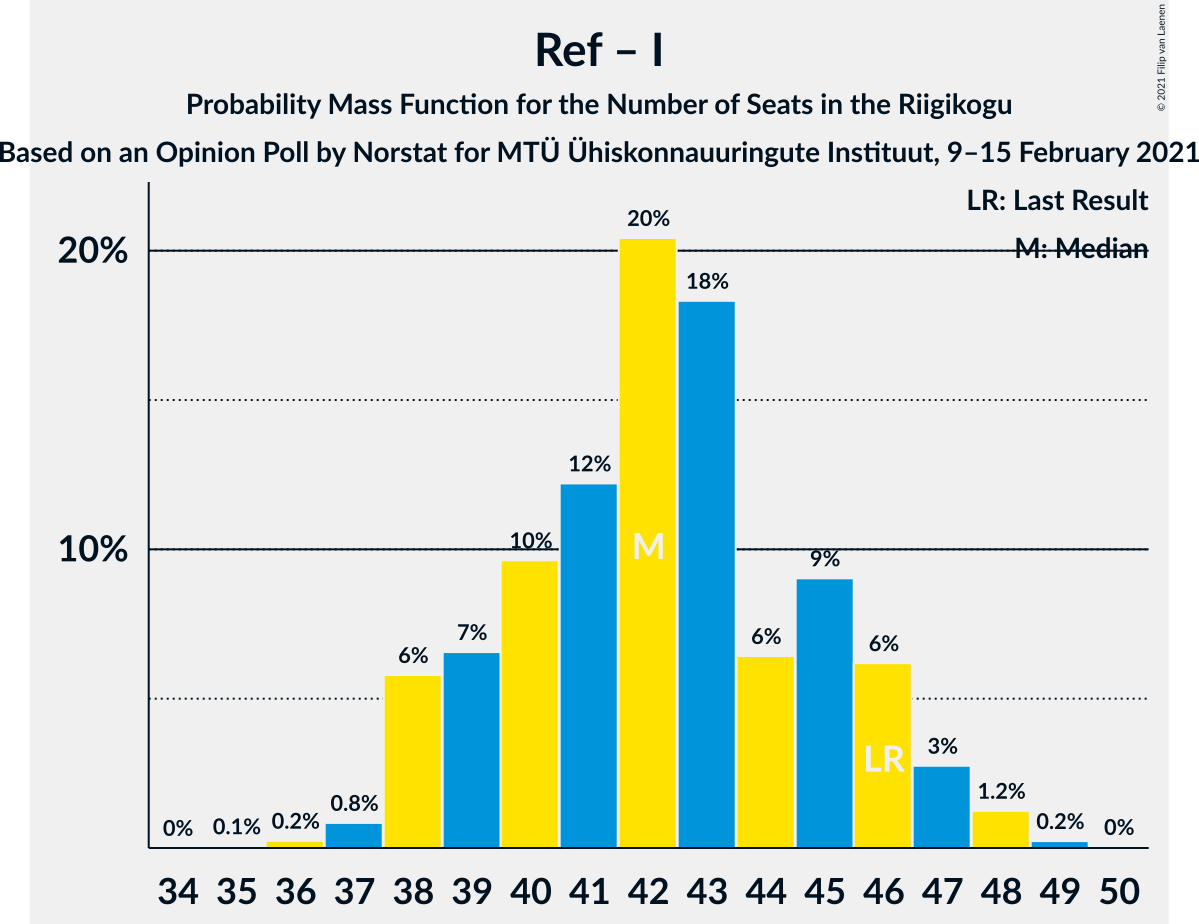 Ref – I
Probability Mass Function for the Number of Seats in the Riigikogu
Based on an Opinion Poll by Norstat for MTÜ Ühiskonnauuringute Instituut, 9–15 February 2021
© 2021 Filip van Laenen
LR: Last Result
M: Median
20%
10%
0%
0.1%
0.2%
0.8%
6%
7%
10%
12%
20%
18%
6%
9%
6%
3%
1.2%
0.2%
0%
M
LR
34 35 36 37 38 39 40 41 42 43 44 45 46 47 48 49 50